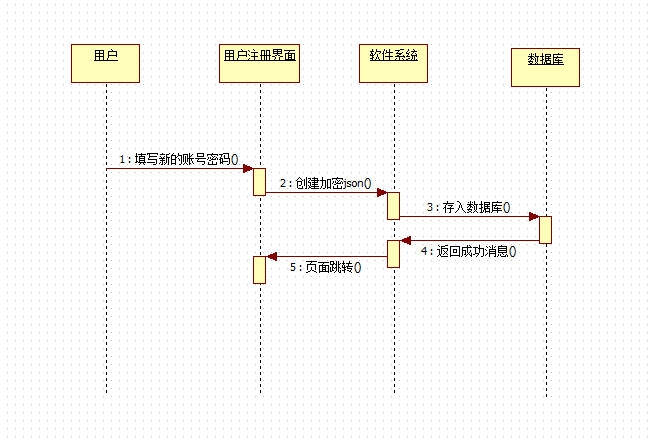 用户
用户注册界面
软件系统
数据库
1 : 填写新的账号密码()
2 : 创建加密json()
3 : 存入数据库()
4 : 返回成功消息()
5 : 页面跳转()